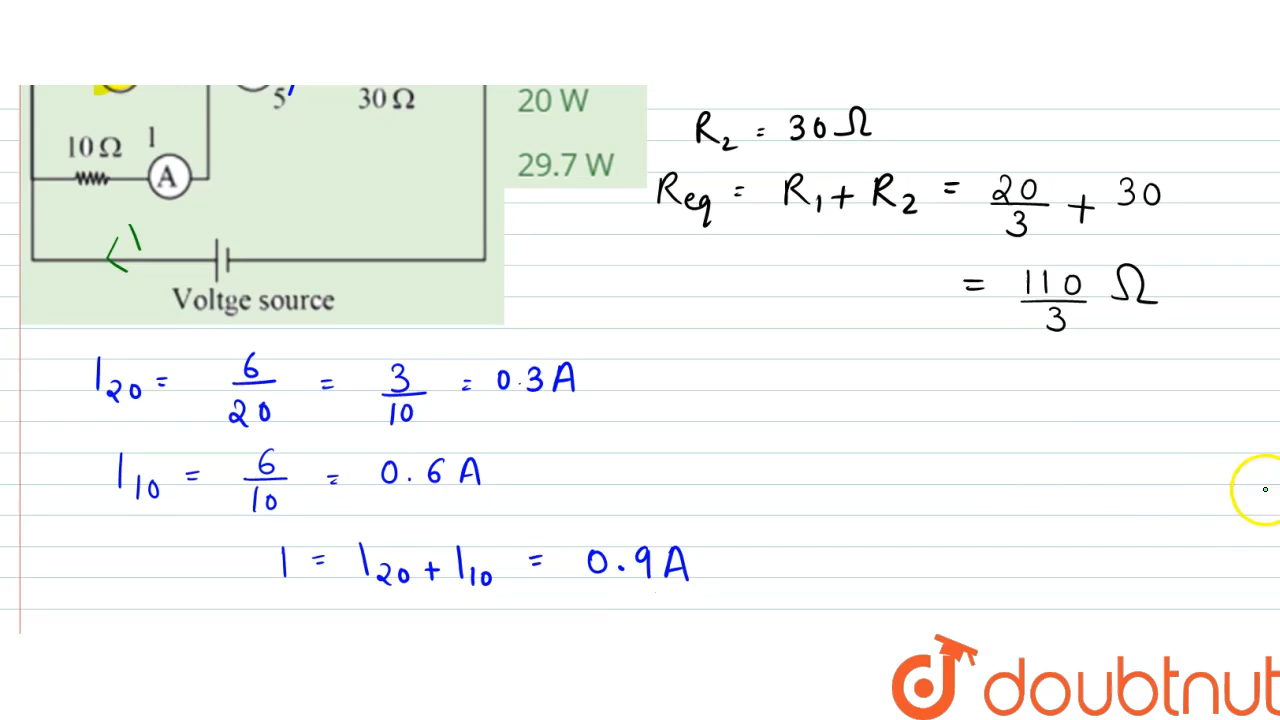 5
30 Ω
20 W
10 Ω
1
A
29.7 W
Voltge source
R2 = 30 Ω
Req = R1 + R2 = 20/3 + 30
= 110/3 Ω
I20 = 6/20 = 3/10 = 0.3 A
I10 = 6/10 = 0.6 A
I = I20 + I10 = 0.9 A
doubtnut